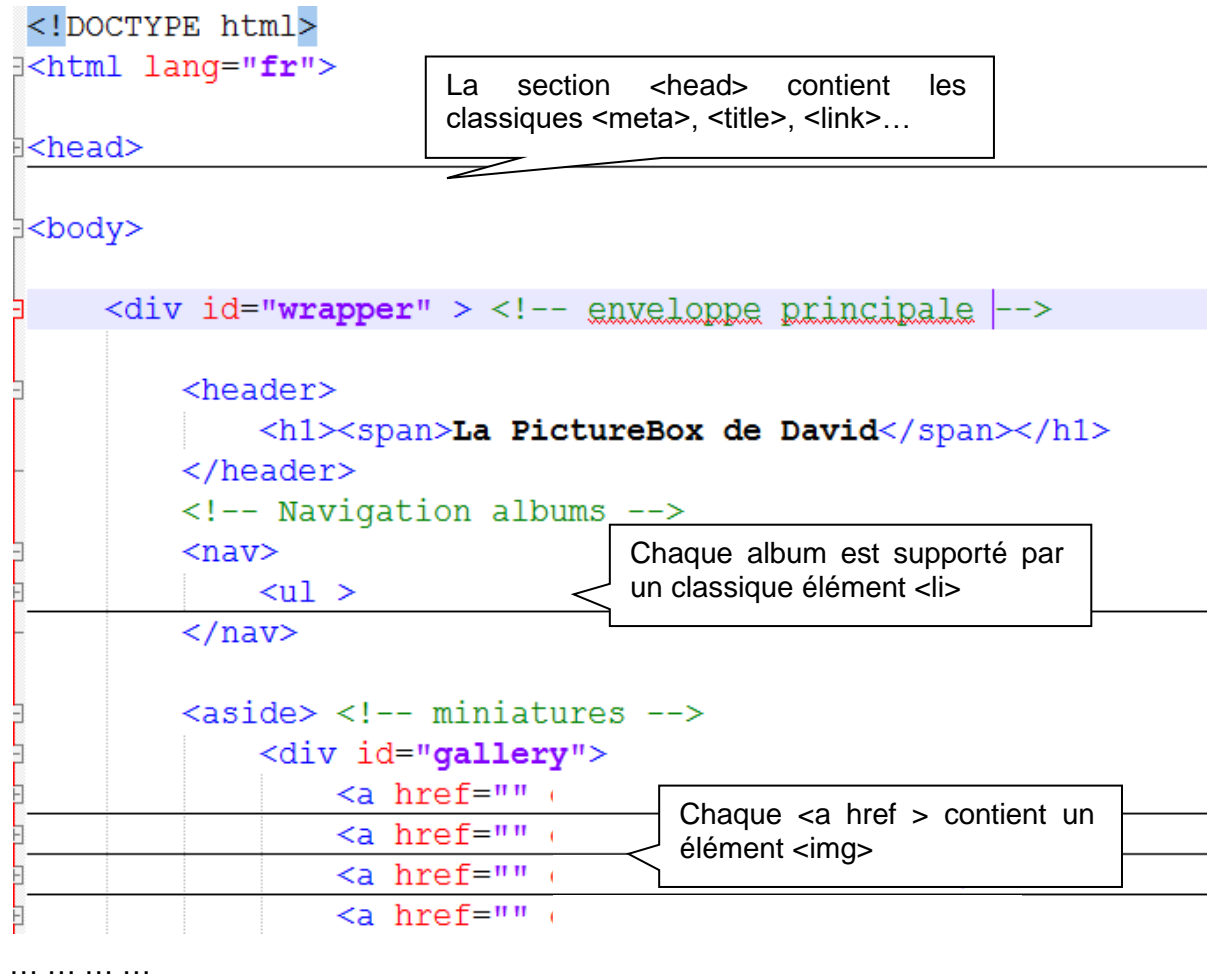 <!DOCTYPE html>
<html lang="fr">
La section <head> contient les
classiques <meta>, <title>, <link>…
<head>
<body>
<div id="wrapper" > <!-- enveloppe principale -->
<header>
<h1><span>La PictureBox de David</span></h1>
</header>
<!-- Navigation albums -->
<nav>
Chaque album est supporté par
un classique élément <li>
<ul >
</nav>
<aside> <!-- miniatures -->
<div id="gallery">
<a href=""
Chaque <a href > contient un
élément <img>
<a href=""
<a href=""
<a href=""
… … … …